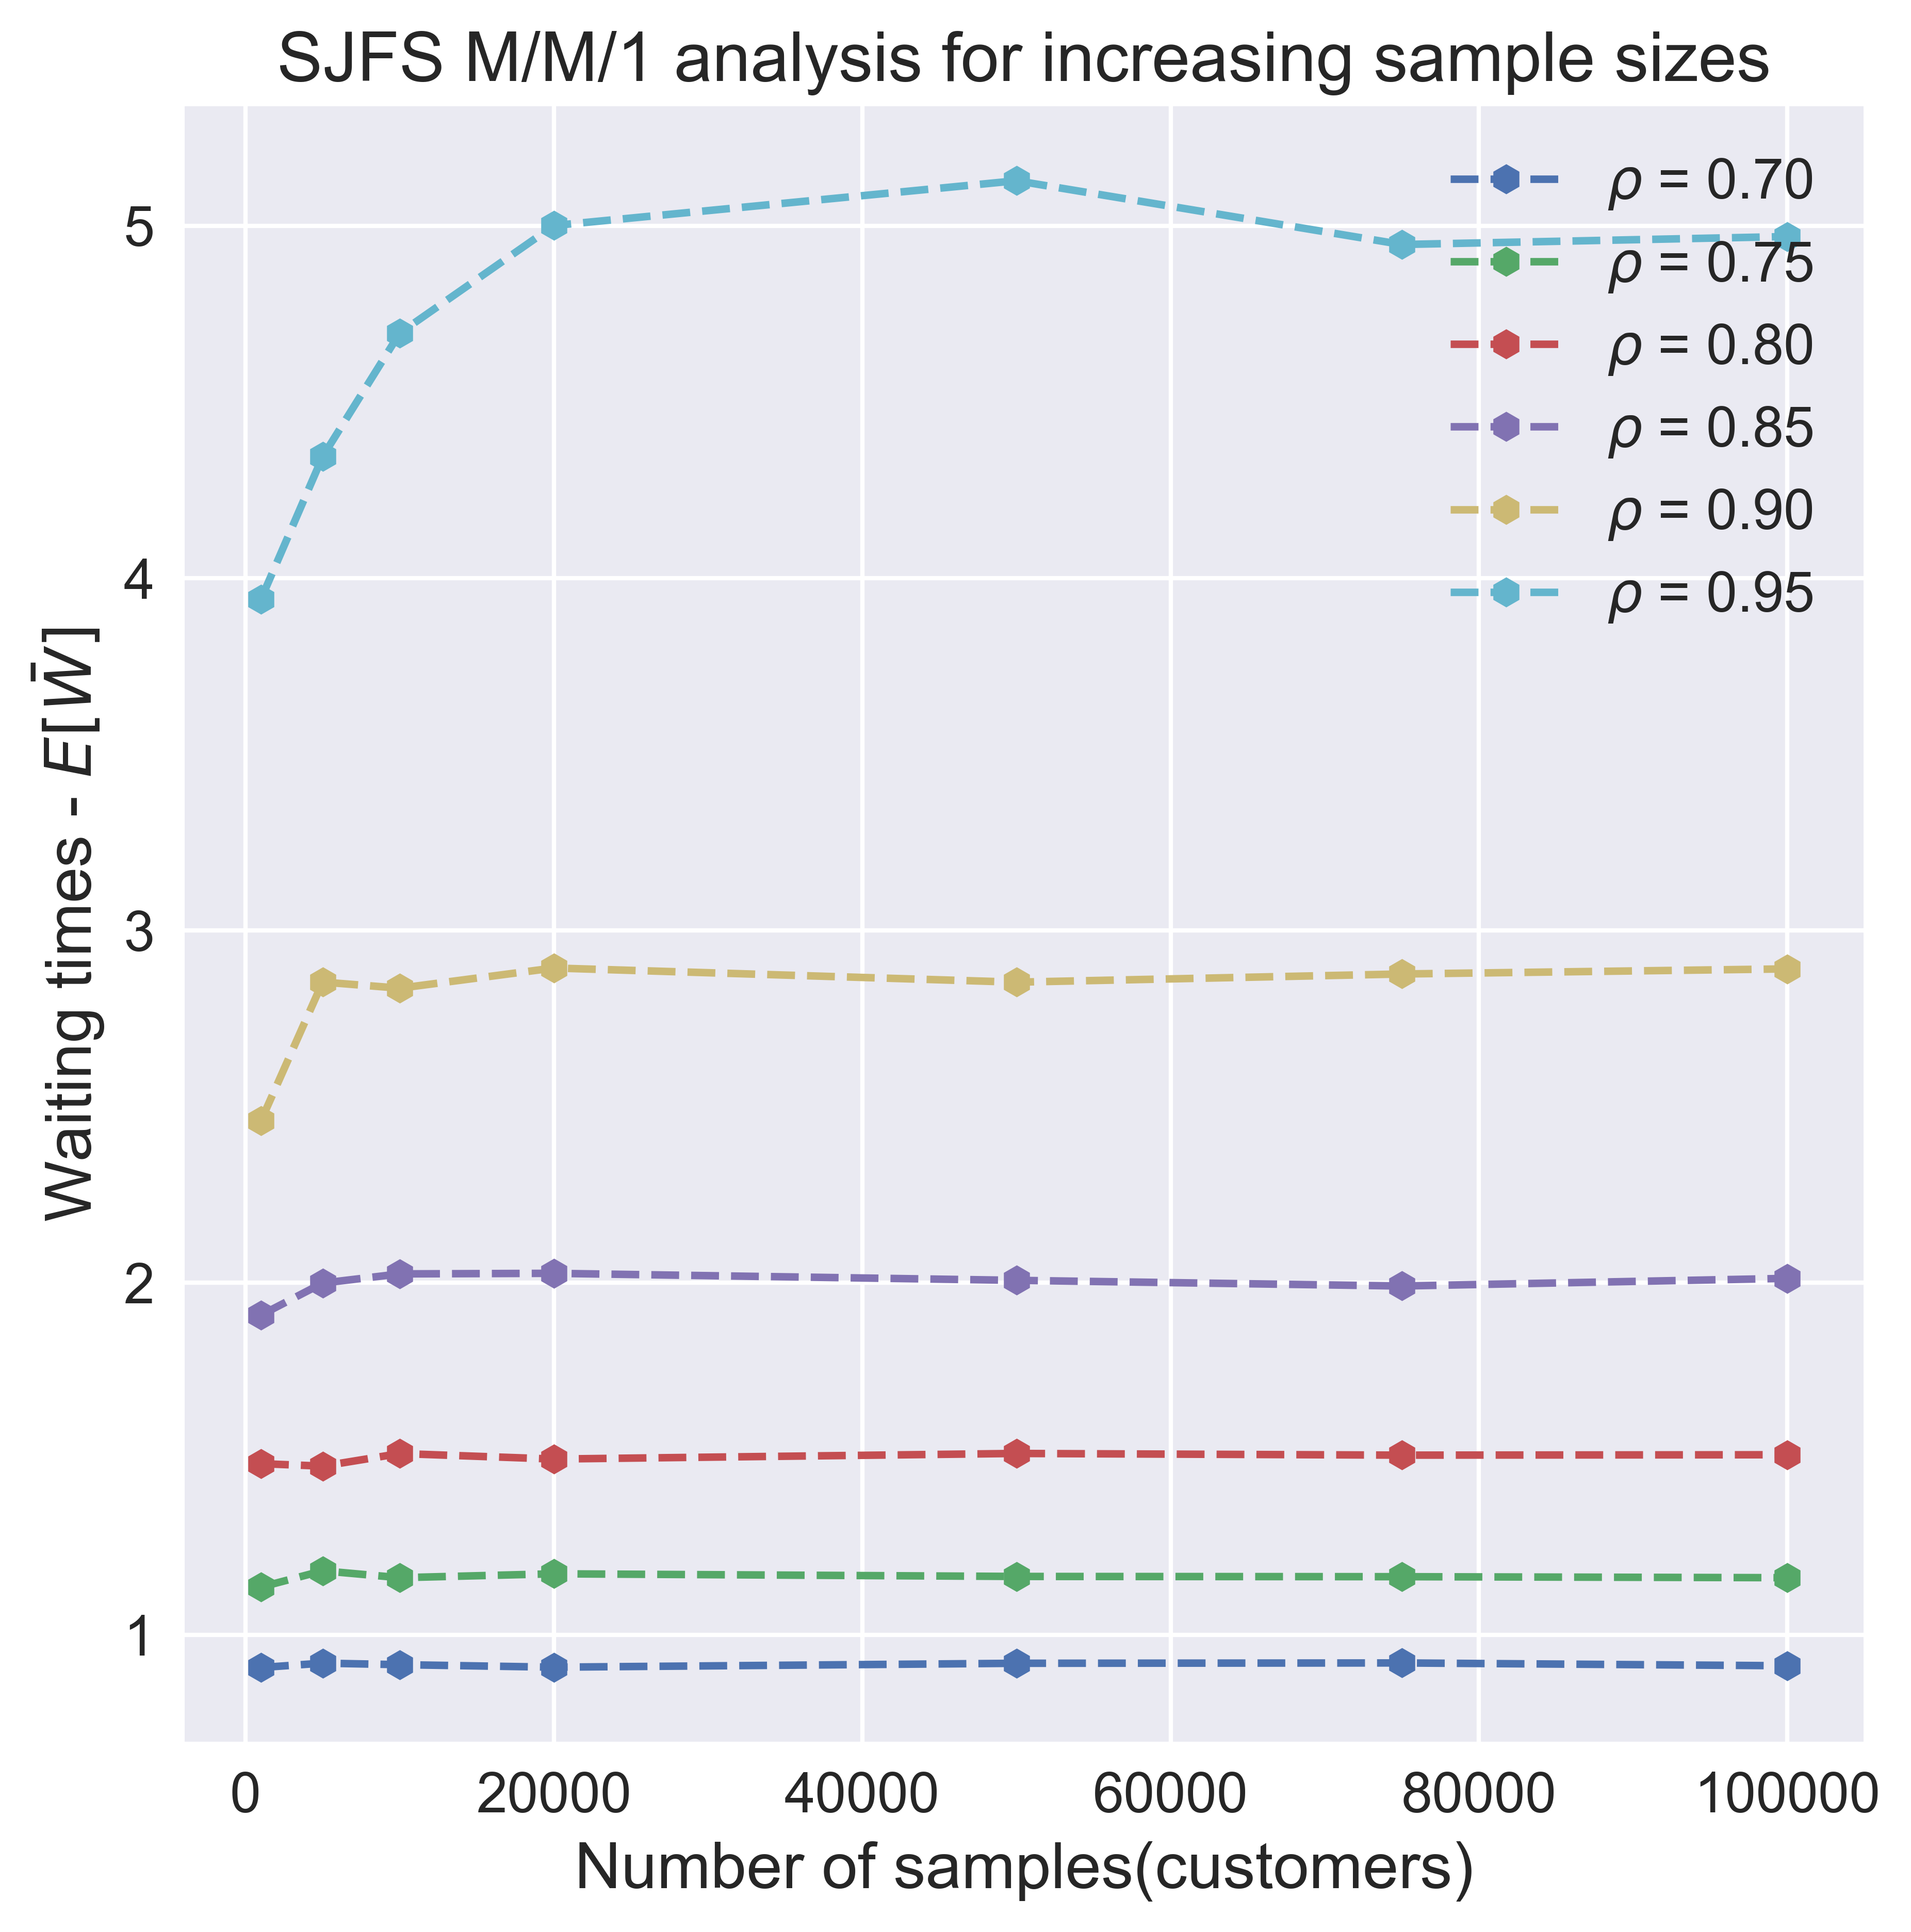 SJFS M/M/1 analysis for increasing sample sizes
ρ = 0.70
ρ = 0.75
ρ = 0.80
ρ = 0.85
ρ = 0.90
ρ = 0.95
5
4
3
2
1
Waiting times - E[W̄]
0 20000 40000 60000 80000 100000
Number of samples(customers)